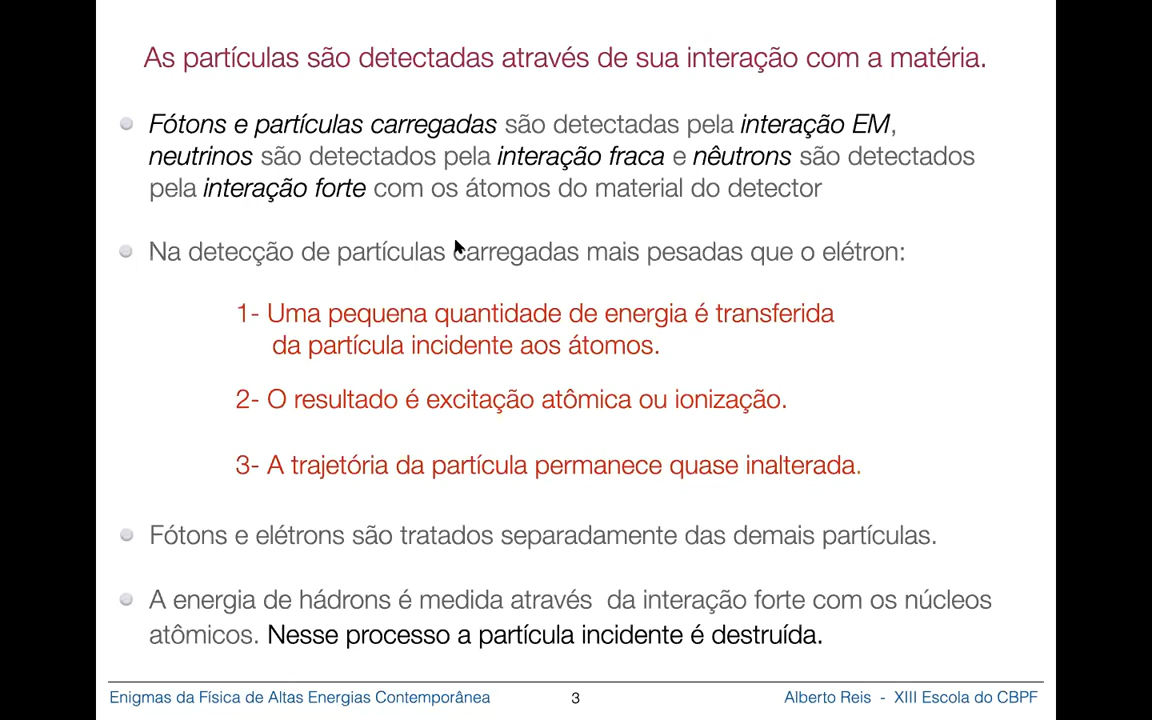 As partículas são detectadas através de sua interação com a matéria.
Fótons e partículas carregadas são detectadas pela interação EM,
neutrinos são detectados pela interação fraca e nêutrons são detectados
pela interação forte com os átomos do material do detector
Na detecção de partículas carregadas mais pesadas que o elétron:
1- Uma pequena quantidade de energia é transferida
da partícula incidente aos átomos.
2- O resultado é excitação atômica ou ionização.
3- A trajetória da partícula permanece quase inalterada.
Fótons e elétrons são tratados separadamente das demais partículas.
A energia de hádrons é medida através da interação forte com os núcleos
atômicos. Nesse processo a partícula incidente é destruída.
Enigmas da Física de Altas Energias Contemporânea 3 Alberto Reis - XIII Escola do CBPF